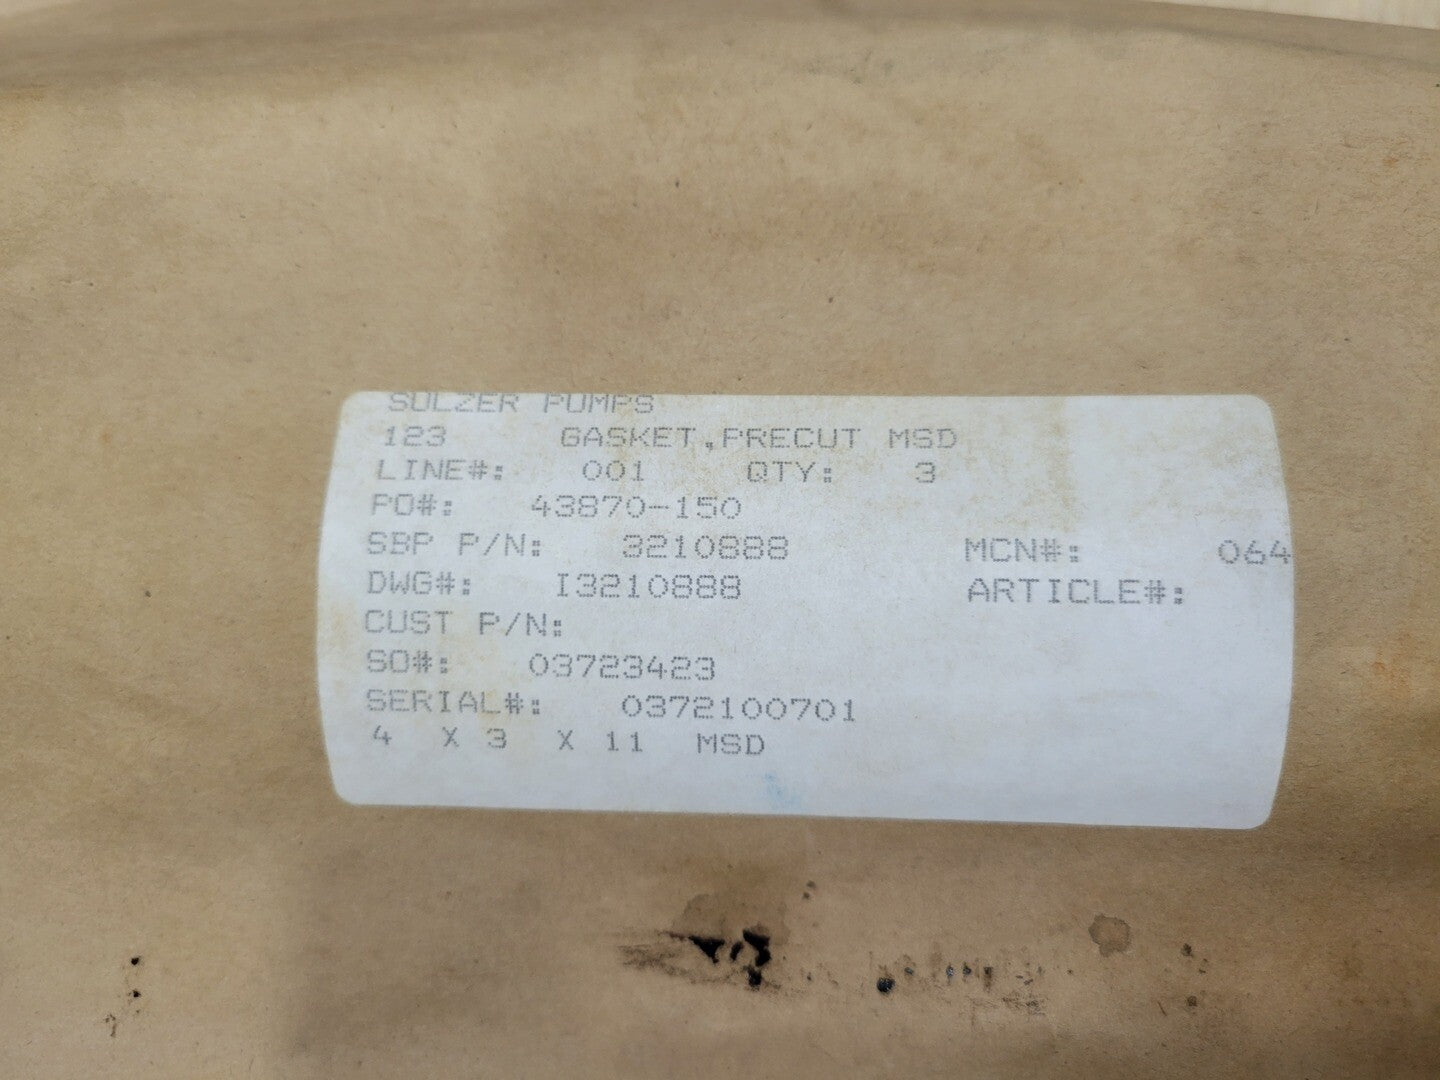 SULZER PUMPS
123 GASKET,PRECUT MSD
LINE#: 001 QTY: 3
PO#: 43870-150
SBP P/N: 3210888 MCN#: 064
DWG#: I3210888 ARTICLE#:
CUST P/N:
SO#: 03723423
SERIAL#: 0372100701
4 X 3 X 11 MSD